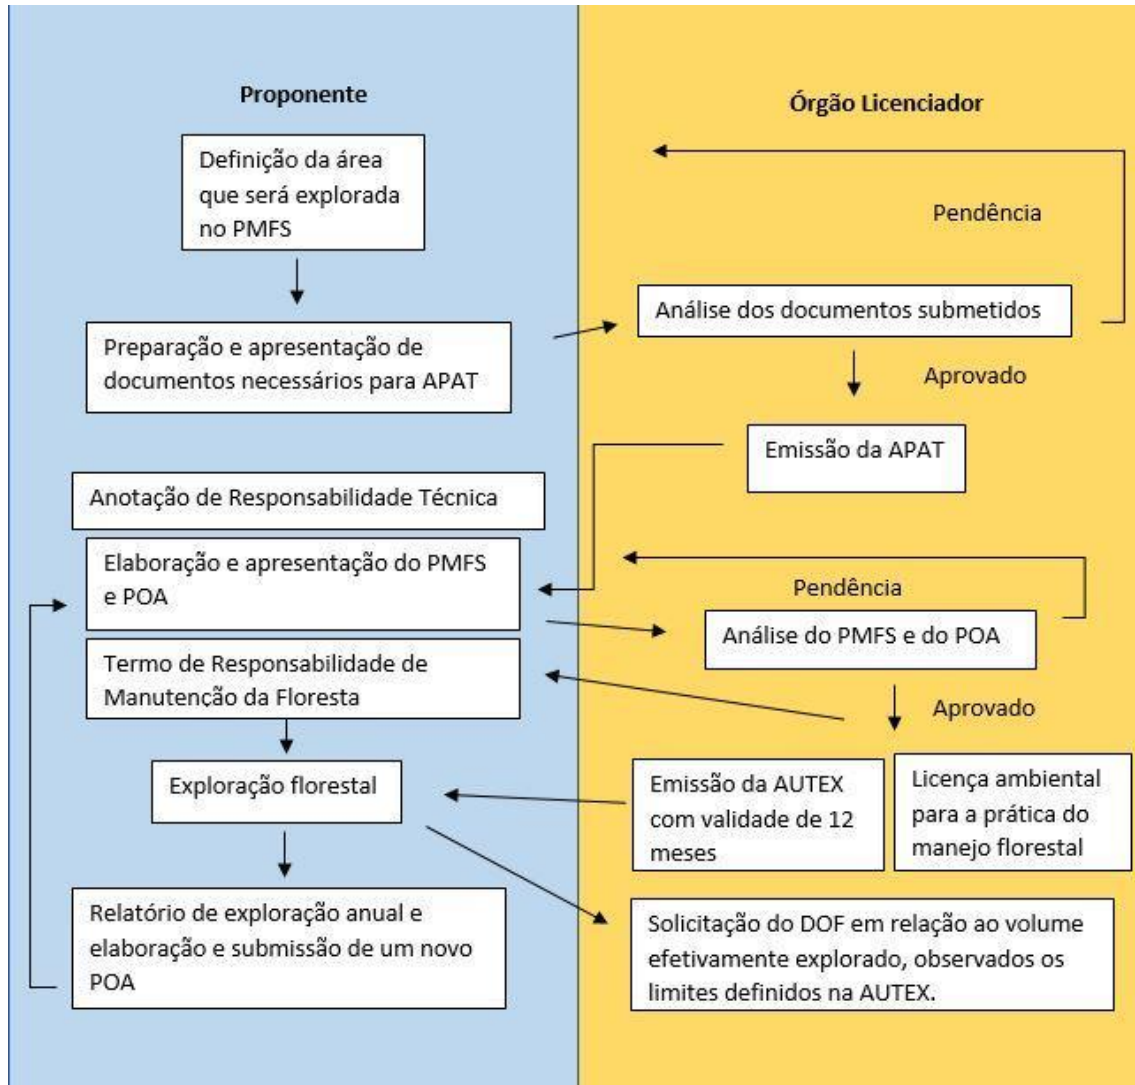 Proponente
Definição da área
que será explorada
no PMFS
Preparação e apresentação de
documentos necessários para APAT
Anotação de Responsabilidade Técnica
Elaboração e apresentação do PMFS
e POA
Termo de Responsabilidade de
Manutenção da Floresta
Exploração florestal
Relatório de exploração anual e
elaboração e submissão de um novo
POA
Órgão Licenciador
Pendência
Análise dos documentos submetidos
Aprovado
Emissão da APAT
Pendência
Análise do PMFS e do POA
Aprovado
Emissão da AUTEX
com validade de 12
meses
Licença ambiental
para a prática do
manejo florestal
Solicitação do DOF em relação ao volume
efetivamente explorado, observados os
limites definidos na AUTEX.